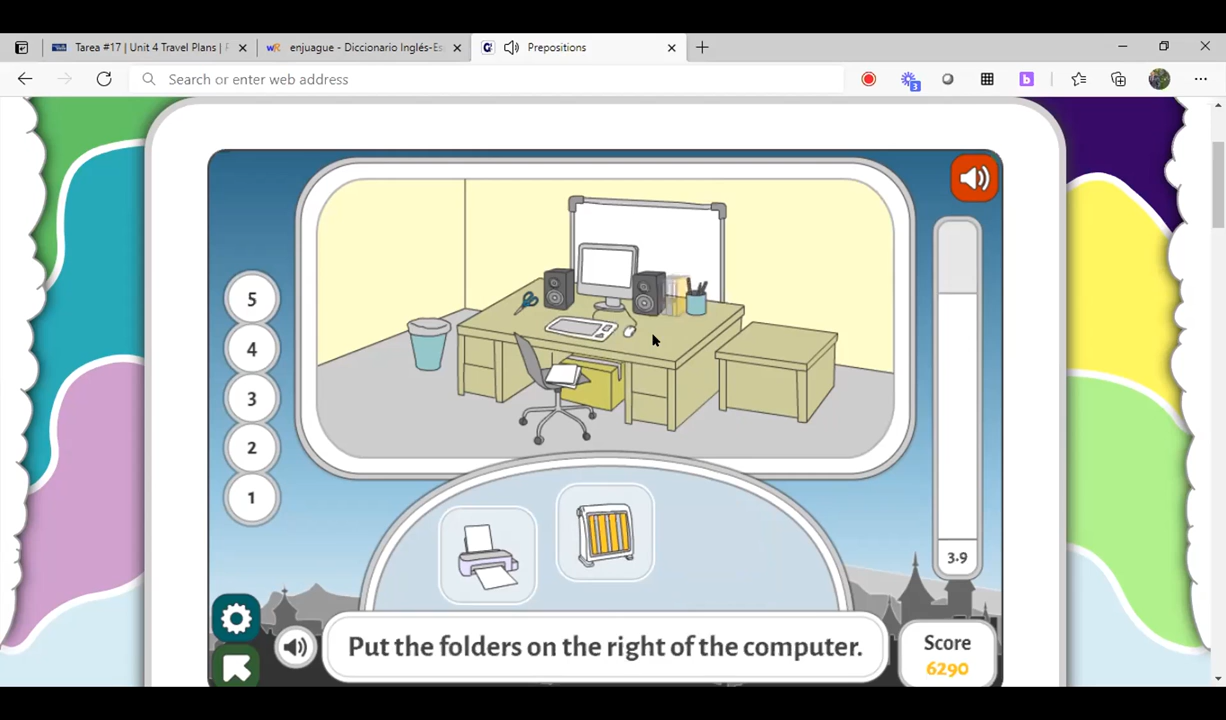 Tarea #17 | Unit 4 Travel Plans |
enjuague - Diccionario Inglés-Es
Prepositions
Search or enter web address
3
5
4
3
2
1
3.9
Put the folders on the right of the computer.
Score
6290